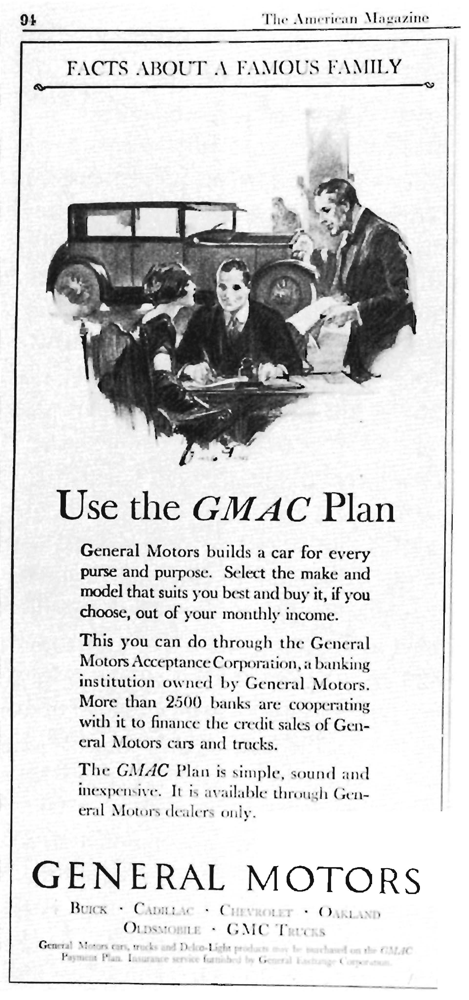 94
The American Magazine
FACTS ABOUT A FAMOUS FAMILY
Use the GMAC Plan
General Motors builds a car for every
purse and purpose. Select the make and
model that suits you best and buy it, if you
choose, out of your monthly income.
This you can do through the General
Motors Acceptance Corporation, a banking
institution owned by General Motors.
More than 2500 banks are cooperating
with it to finance the credit sales of Gen-
eral Motors cars and trucks.
The GMAC Plan is simple, sound and
inexpensive. It is available through Gen-
eral Motors dealers only.
GENERAL MOTORS
BUICK · CADILLAC · CHEVROLET · OAKLAND
OLDSMOBILE · GMC TRUCKS
General Motors cars, trucks and Delco-Light products may be purchased on the GMAC
Payment Plan. Insurance service furnished by General Exchange Corporation.